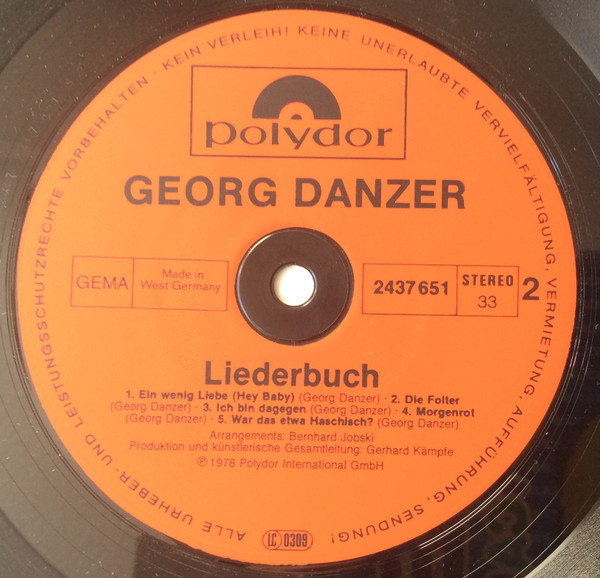 ALLE URHEBER- UND LEISTUNGSSCHUTZRECHTE VORBEHALTEN · KEIN VERLEIH! KEINE UNERLAUBTE VERVIELFÄLTIGUNG, VERMIETUNG, AUFFÜHRUNG, SENDUNG!
polydor
GEORG DANZER
GEMA
Made in
West Germany
2437 651
STEREO
33
2
Liederbuch
1. Ein wenig Liebe (Hey Baby) (Georg Danzer) · 2. Die Folter
(Georg Danzer) · 3. Ich bin dagegen (Georg Danzer) · 4. Morgenrot
(Georg Danzer) · 5. War das etwa Haschisch? (Georg Danzer)
Arrangements: Bernhard Jobski
Produktion und künstlerische Gesamtleitung: Gerhard Kämpfe
℗ 1978 Polydor International GmbH
LC 0309